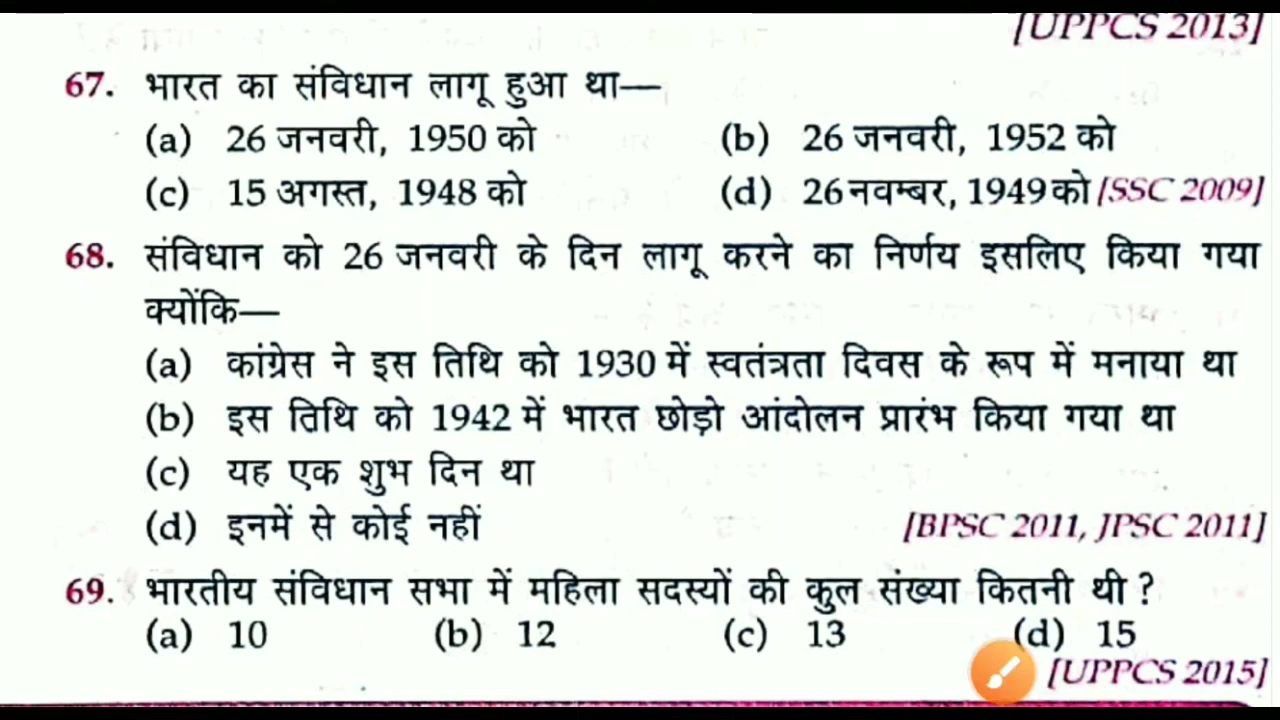 [UPPCS 2013]
67. भारत का संविधान लागू हुआ था—
(a) 26 जनवरी, 1950 को (b) 26 जनवरी, 1952 को
(c) 15 अगस्त, 1948 को (d) 26 नवम्बर, 1949 को [SSC 2009]
68. संविधान को 26 जनवरी के दिन लागू करने का निर्णय इसलिए किया गया
क्योंकि—
(a) कांग्रेस ने इस तिथि को 1930 में स्वतंत्रता दिवस के रूप में मनाया था
(b) इस तिथि को 1942 में भारत छोड़ो आंदोलन प्रारंभ किया गया था
(c) यह एक शुभ दिन था
(d) इनमें से कोई नहीं [BPSC 2011, JPSC 2011]
69. भारतीय संविधान सभा में महिला सदस्यों की कुल संख्या कितनी थी ?
(a) 10 (b) 12 (c) 13 (d) 15
[UPPCS 2015]